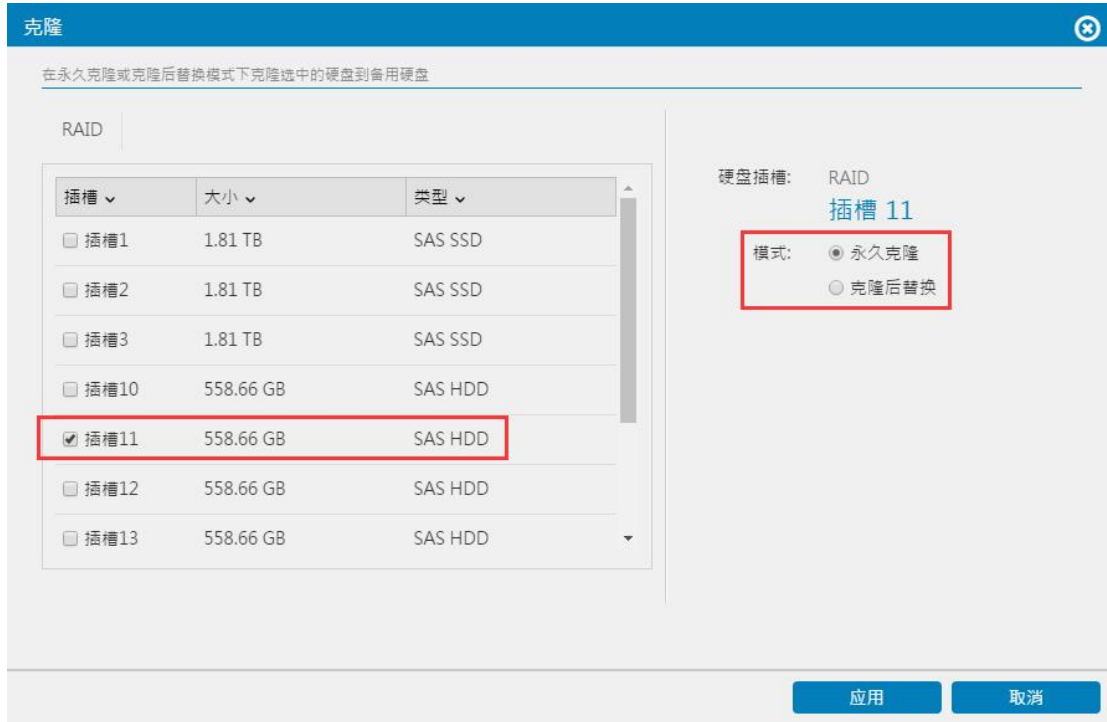 克隆
在永久克隆或克隆后替换模式下克隆选中的硬盘到备用硬盘
RAID
插槽 大小 类型
插槽1 1.81 TB SAS SSD
插槽2 1.81 TB SAS SSD
插槽3 1.81 TB SAS SSD
插槽10 558.66 GB SAS HDD
插槽11 558.66 GB SAS HDD
插槽12 558.66 GB SAS HDD
插槽13 558.66 GB SAS HDD
硬盘插槽: RAID
插槽 11
模式: 永久克隆
克隆后替换
应用 取消